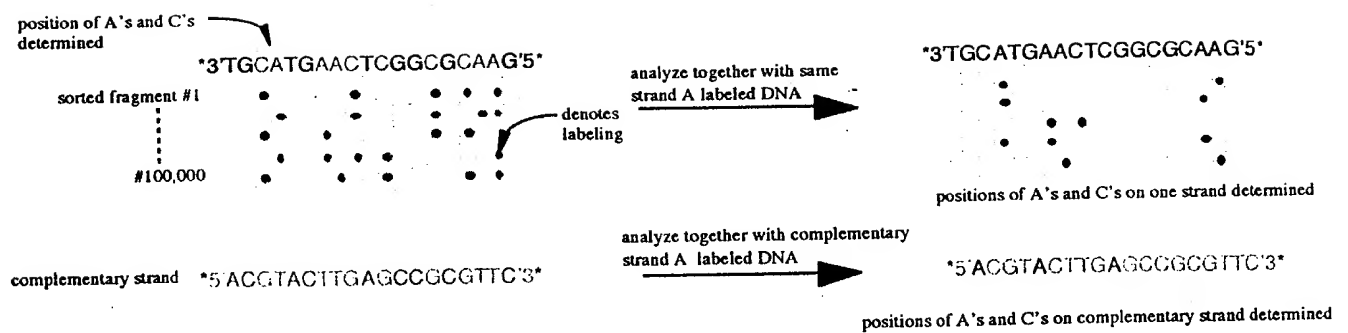 position of A's and C's
determined
*3'TGCATGAACTCGGCGCAAG'5*
sorted fragment #1
#100,000
denotes
labeling
analyze together with same
strand A labeled DNA
*3'TGCATGAACTCGGCGCAAG'5*
positions of A's and C's on one strand determined
complementary strand
*5'ACGTACTTGAGCCGCGTTC'3*
analyze together with complementary
strand A labeled DNA
*5'ACGTACTTGAGCCGCGTTC'3*
positions of A's and C's on complementary strand determined